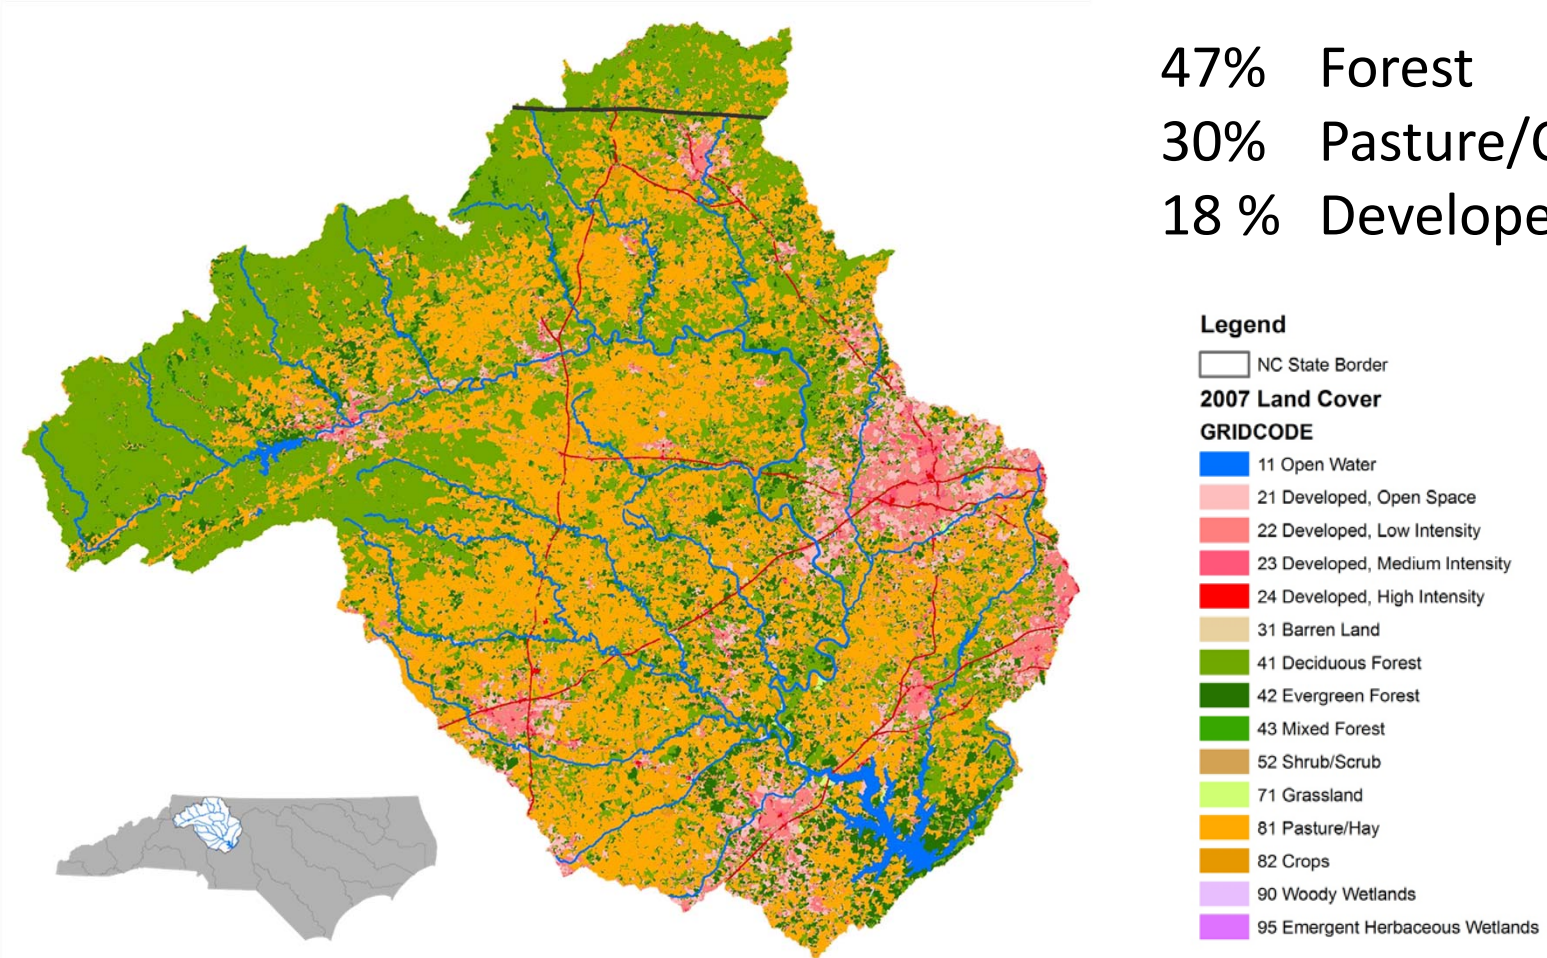 47% Forest
30% Pasture/
18 % Develope
Legend
NC State Border
2007 Land Cover
GRIDCODE
11 Open Water
21 Developed, Open Space
22 Developed, Low Intensity
23 Developed, Medium Intensity
24 Developed, High Intensity
31 Barren Land
41 Deciduous Forest
42 Evergreen Forest
43 Mixed Forest
52 Shrub/Scrub
71 Grassland
81 Pasture/Hay
82 Crops
90 Woody Wetlands
95 Emergent Herbaceous Wetlands